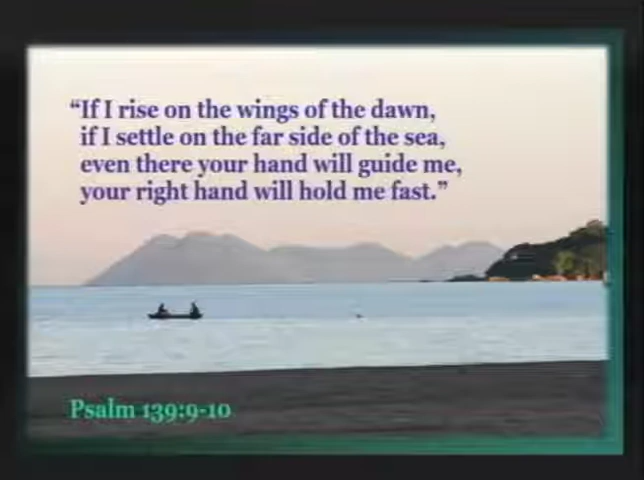 “If I rise on the wings of the dawn,
if I settle on the far side of the sea,
even there your hand will guide me,
your right hand will hold me fast.”
Psalm 139:9-10